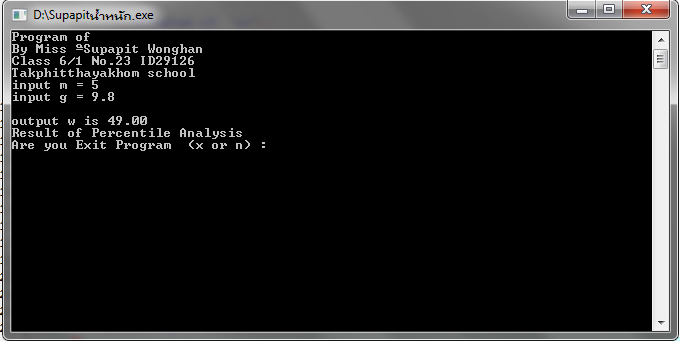 D:\Supapitน้ำหนัก.exe
Program of
By Miss ªSupapit Wonghan
Class 6/1 No.23 ID29126
Takphitthayakhom school
input m = 5
input g = 9.8
output w is 49.00
Result of Percentile Analysis
Are you Exit Program  (x or n) :